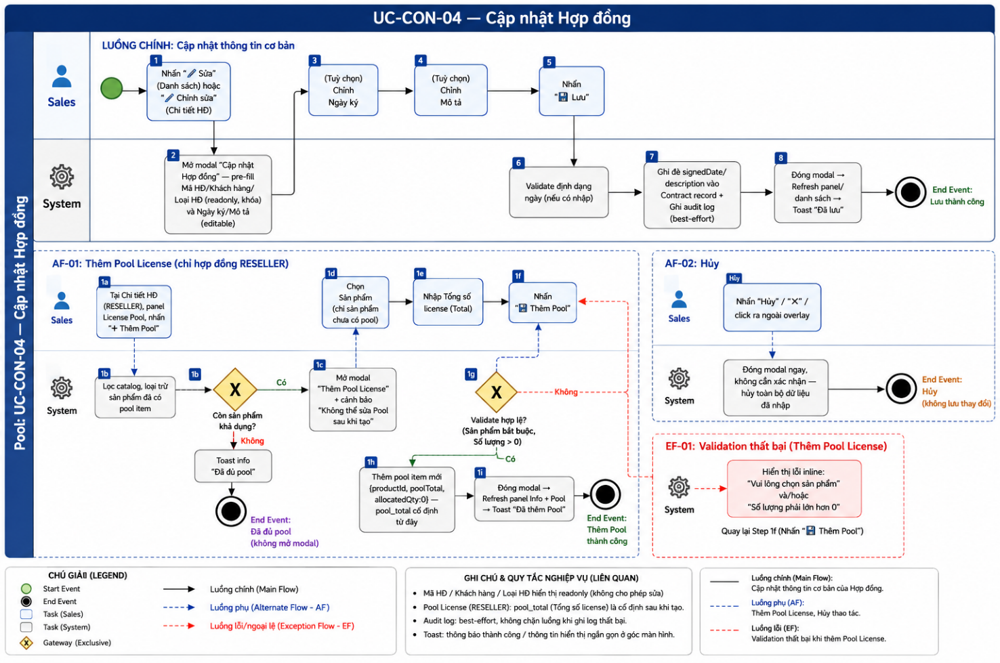 UC-CON-04 — Cập nhật Hợp đồng
Pool: UC-CON-04 — Cập nhật Hợp đồng
LUỒNG CHÍNH: Cập nhật thông tin cơ bản
Sales
1
Nhấn “ Sửa”
(Danh sách) hoặc
“ Chỉnh sửa”
(Chi tiết HĐ)
3
(Tuỳ chọn)
Chỉnh
Ngày ký
4
(Tuỳ chọn)
Chỉnh
Mô tả
5
Nhấn
“ Lưu”
System
2
Mở modal “Cập nhật
Hợp đồng” — pre-fill
Mã HĐ/Khách hàng/
Loại HĐ (readonly, khóa)
và Ngày ký/Mô tả
(editable)
6
Validate định dạng
ngày (nếu có nhập)
7
Ghi đè signedDate/
description vào
Contract record +
Ghi audit log
(best-effort)
8
Đóng modal →
Refresh panel/
danh sách →
Toast “Đã lưu”
End Event:
Lưu thành công
AF-01: Thêm Pool License (chỉ hợp đồng RESELLER)
Sales
1a
Tại Chi tiết HĐ
(RESELLER), panel
License Pool, nhấn
“+ Thêm Pool”
1d
Chọn
Sản phẩm
(chỉ sản phẩm
chưa có pool)
1e
Nhập Tổng số
license (Total)
1f
Nhấn
“ Thêm Pool”
System
1b
Lọc catalog, loại trừ
sản phẩm đã có
pool item
1b
X
Còn sản phẩm
khả dụng?
Có
Không
Toast info
“Đã đủ pool”
End Event:
Đã đủ pool
(không mở modal)
1c
Mở modal
“Thêm Pool License”
+ cảnh báo
“Không thể sửa Pool
sau khi tạo”
1g
X
Không
Validate hợp lệ?
(Sản phẩm bắt buộc,
Số lượng > 0)
Có
1h
Thêm pool item mới
{productId, poolTotal,
allocatedQty:0} —
pool_total cố định
từ đây
1i
Đóng modal →
Refresh panel Info + Pool
→ Toast “Đã thêm Pool”
End Event:
Thêm Pool
thành công
AF-02: Hủy
Sales
Hủy
Nhấn “Hủy” / “✕” /
click ra ngoài overlay
System
Đóng modal ngay,
không cần xác nhận —
hủy toàn bộ dữ liệu
đã nhập
End Event:
Hủy
(không lưu thay đổi)
EF-01: Validation thất bại (Thêm Pool License)
System
Hiển thị lỗi inline:
“Vui lòng chọn sản phẩm”
và/hoặc
“Số lượng phải lớn hơn 0”
Quay lại Step 1f (Nhấn “ Thêm Pool”)
(LEGEND)
Start Event
End Event
Task (Sales)
Task (System)
Gateway (Exclusive)
Luồng chính (Main Flow)
Luồng phụ (Alternate Flow - AF)
Luồng lỗi/ngoại lệ (Exception Flow - EF)
GHI CHÚ & QUY TẮC NGHIỆP VỤ (LIÊN QUAN)
• Mã HĐ / Khách hàng / Loại HĐ hiển thị readonly (không cho phép sửa)
• Pool License (RESELLER): pool_total (Tổng số license) là cố định sau khi tạo.
• Audit log: best-effort, không chặn luồng khi ghi log thất bại.
• Toast: thông báo thành công / thông tin hiển thị ngắn gọn ở góc màn hình.
Luồng chính (Main Flow):
Cập nhật thông tin cơ bản của Hợp đồng.
Luồng phụ (AF):
Thêm Pool License, Hủy thao tác.
Luồng lỗi (EF):
Validation thất bại khi thêm Pool License.